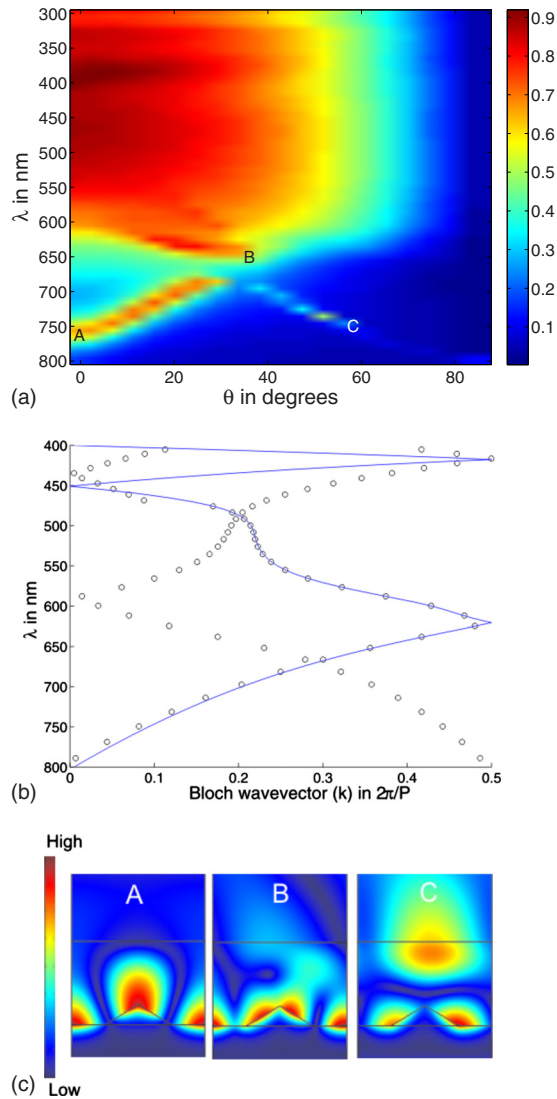 300
350
400
450
500
550
600
650
700
750
800
λ in nm
0
20
40
60
80
θ in degrees
0.9
0.8
0.7
0.6
0.5
0.4
0.3
0.2
0.1
A
B
C
(a)
400
450
500
550
600
650
700
750
800
λ in nm
0
0.1
0.2
0.3
0.4
0.5
Bloch wavevector (k) in 2π/P
(b)
High
A
B
C
Low
(c)